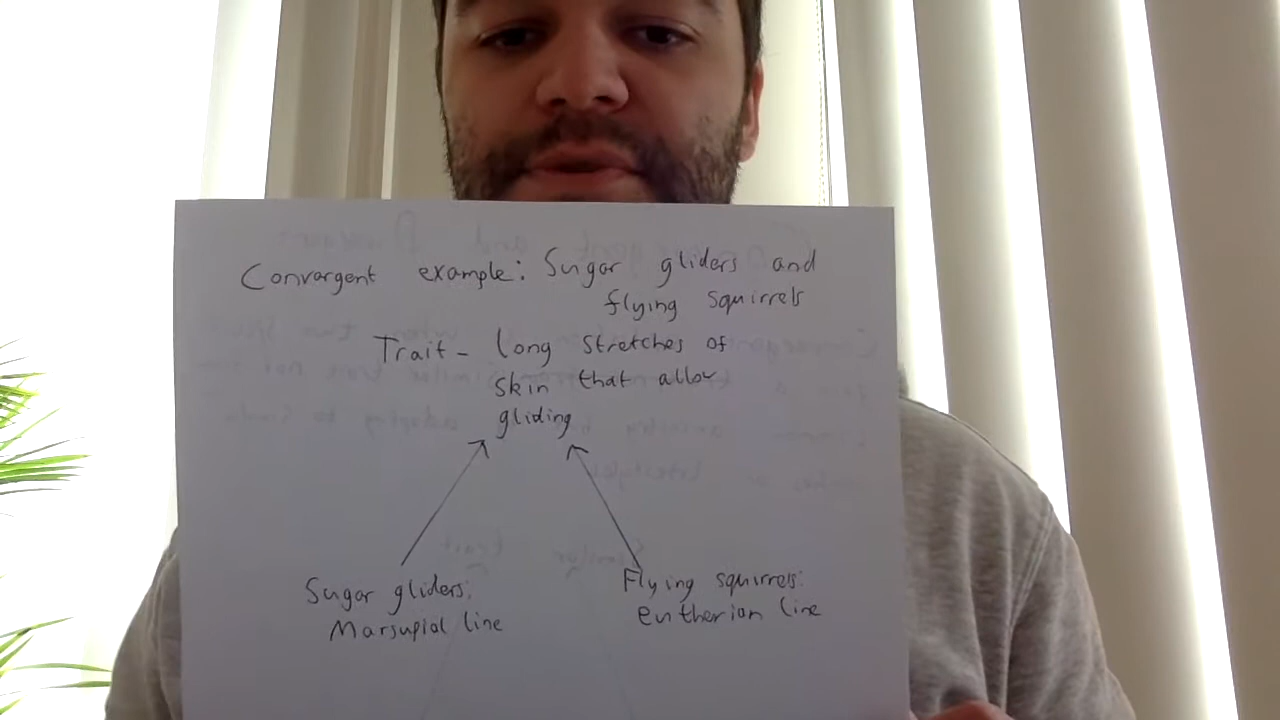 Convargent example: Sugar gliders and
flying squirrels
Trait - long stretches of
skin that allow
gliding
Sugar gliders:
Marsupial line
Flying squirrels:
eutherian line